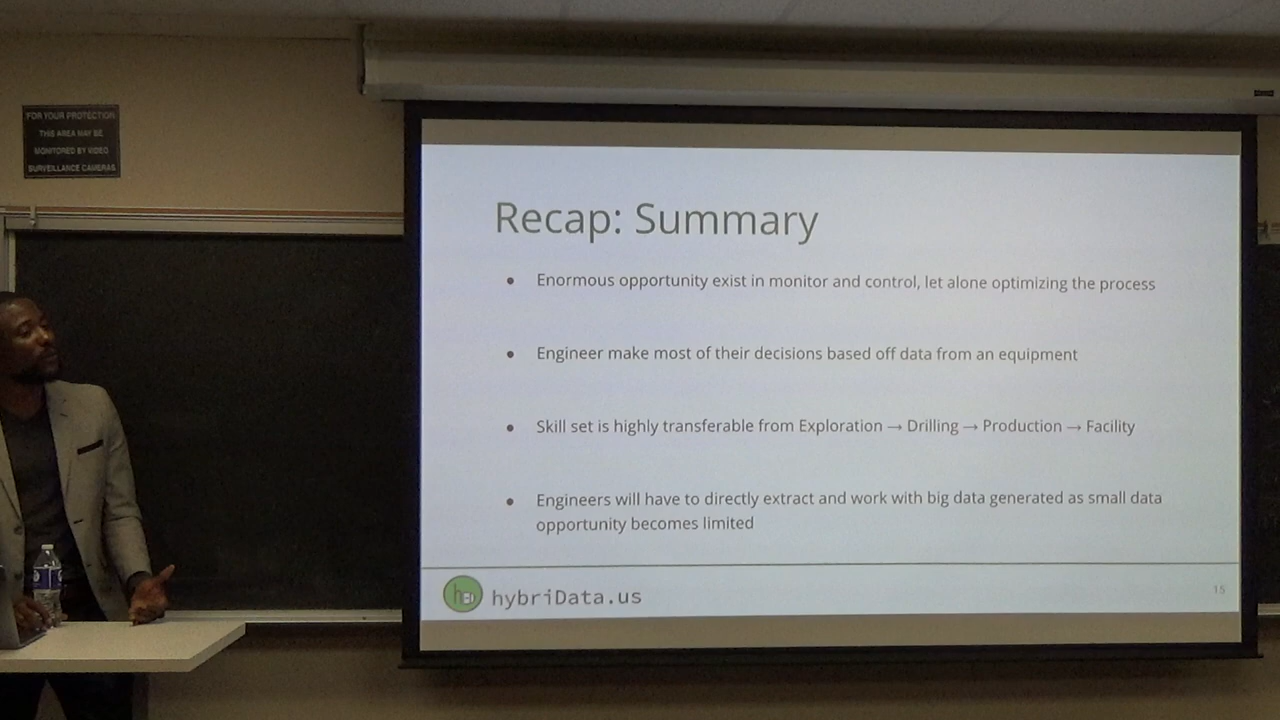 FOR YOUR PROTECTION
THIS AREA MAY BE
MONITORED BY VIDEO
SURVEILLANCE CAMERAS
Recap: Summary
• Enormous opportunity exist in monitor and control, let alone optimizing the process
• Engineer make most of their decisions based off data from an equipment
• Skill set is highly transferable from Exploration → Drilling → Production → Facility
• Engineers will have to directly extract and work with big data generated as small data
opportunity becomes limited
hybriData.us
15